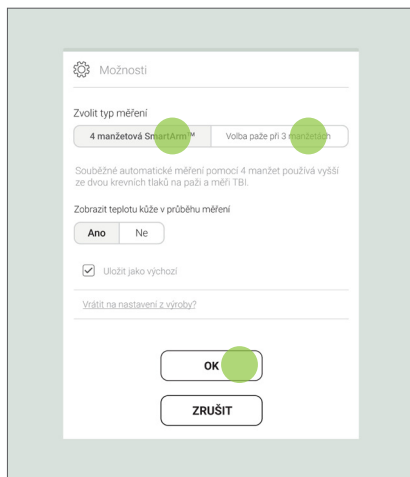 Možnosti
Zvolit typ měření
4 manžetová SmartArm™
Volba paže při 3 manžetách
Souběžné automatické měření pomocí 4 manžet používá vyšší
ze dvou krevních tlaků na paži a měří TBI.
Zobrazit teplotu kůže v průběhu měření
Ano
Ne
Uložit jako výchozí
Vrátit na nastavení z výroby?
OK
ZRUŠIT